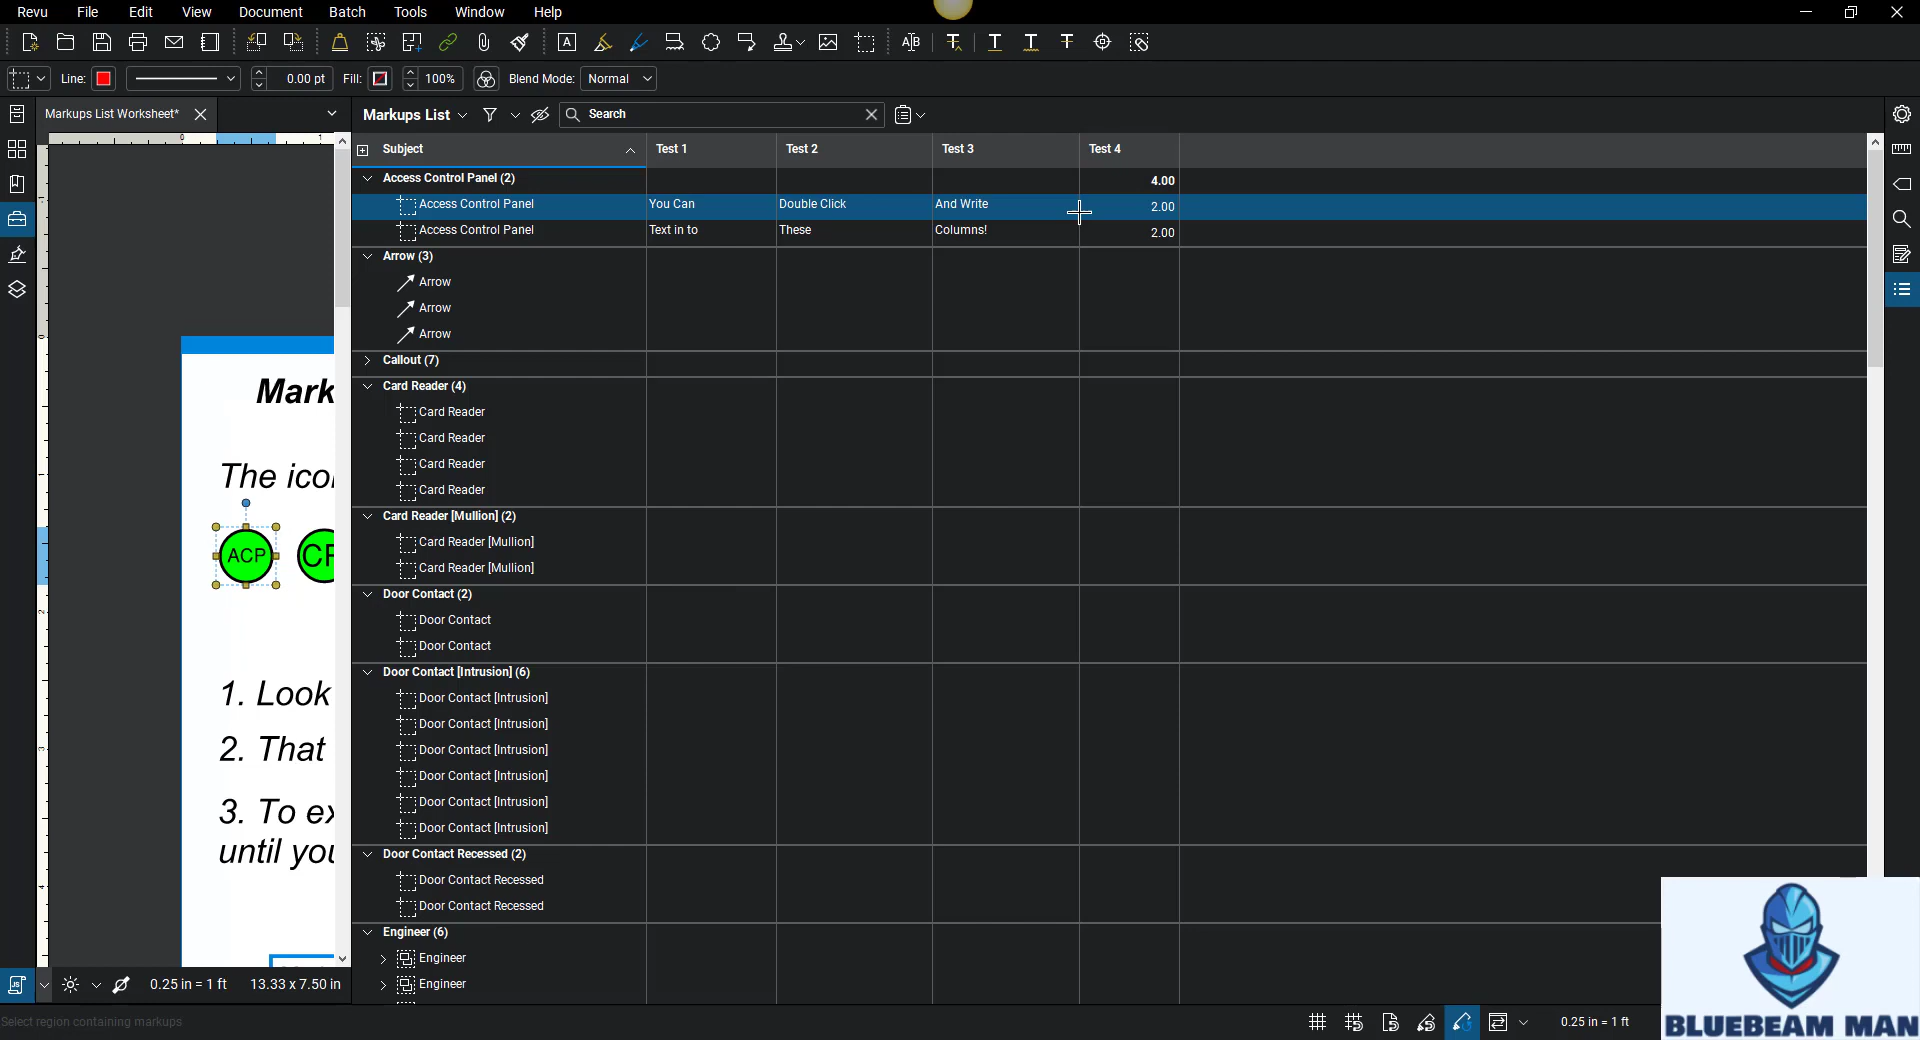 Revu File Edit View Document Batch Tools Window Help
Line: 0.00 pt Fill: 100% Blend Mode: Normal
Markups List Worksheet*
Markups List Search
Subject Test 1 Test 2 Test 3 Test 4
Access Control Panel (2) 4.00
Access Control Panel You Can Double Click And Write 2.00
Access Control Panel Text in to These Columns! 2.00
Arrow (3)
Arrow
Arrow
Arrow
Callout (7)
Card Reader (4)
Card Reader
Card Reader
Card Reader
Card Reader
Card Reader [Mullion] (2)
Card Reader [Mullion]
Card Reader [Mullion]
Door Contact (2)
Door Contact
Door Contact
Door Contact [Intrusion] (6)
Door Contact [Intrusion]
Door Contact [Intrusion]
Door Contact [Intrusion]
Door Contact [Intrusion]
Door Contact [Intrusion]
Door Contact [Intrusion]
Door Contact Recessed (2)
Door Contact Recessed
Door Contact Recessed
Engineer (6)
Engineer
Engineer
Mark
The ico
ACP
1. Look
2. That
3. To ex
until you
0.25 in = 1 ft 13.33 x 7.50 in
Select region containing markups
0.25 in = 1 ft
BLUEBEAM MAN